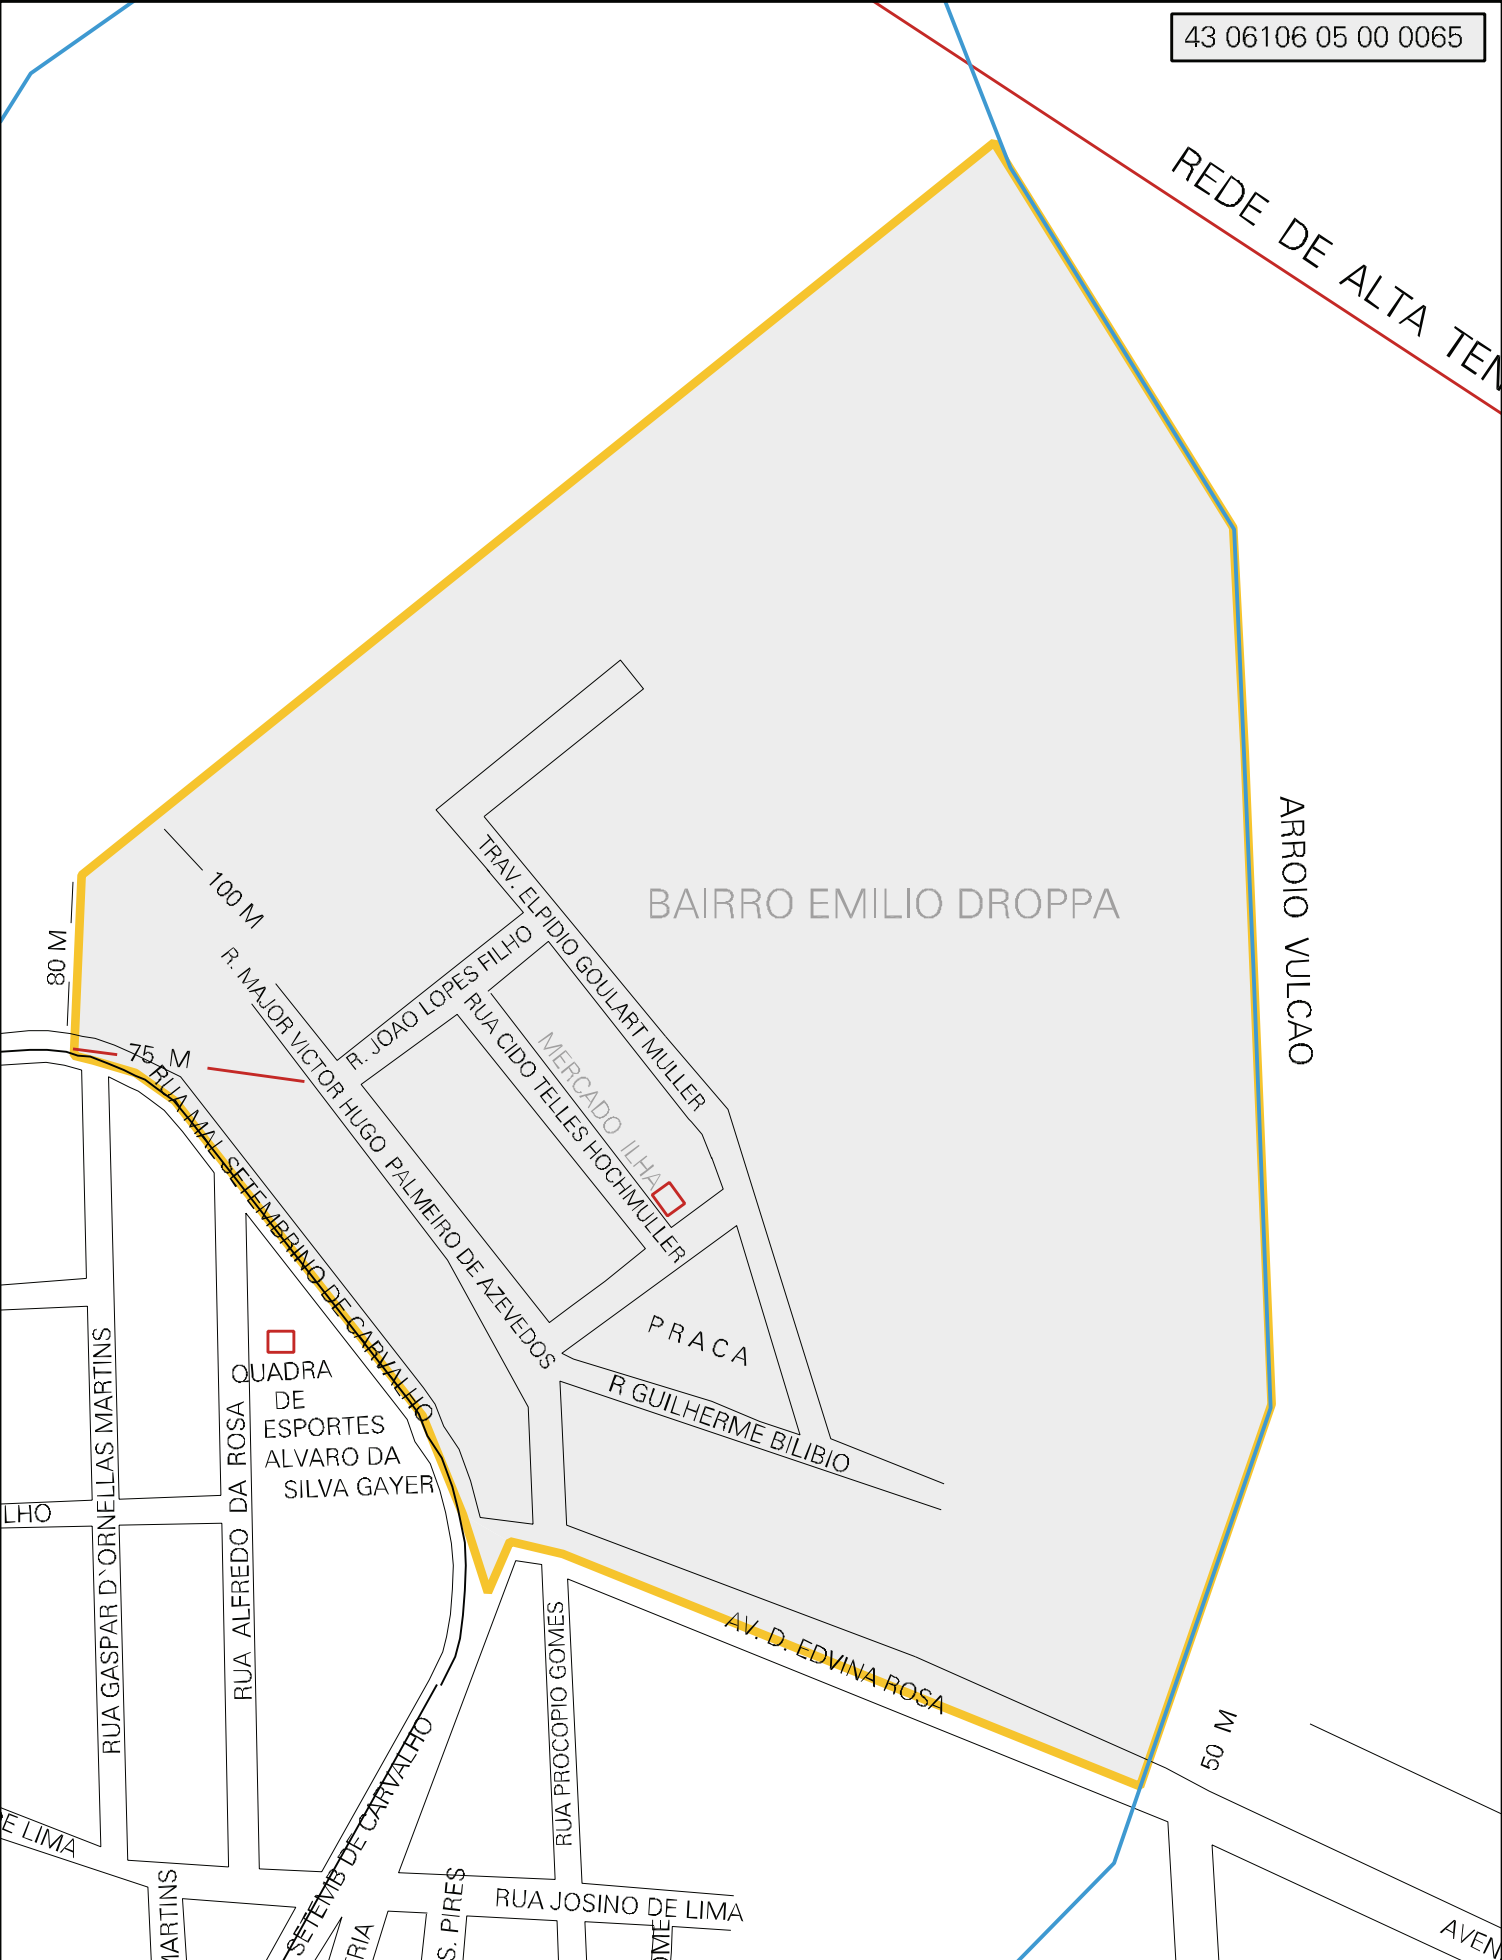 43 06106 05 00 0065
REDE DE ALTA TEN
ARROIO VULCAO
BAIRRO EMILIO DROPPA
100 M
80 M
75 M
TRAV. ELPIDIO GOULART MULLER
R. JOAO LOPES FILHO
R. MAJOR VICTOR HUGO PALMEIRO DE AZEVEDOS
RUA CIDO TELLES HOCHMULLER
MERCADO ILHA
RUA MAL SETEMBRINO DE CARVALHO
PRACA
R GUILHERME BILIBIO
QUADRA
DE
ESPORTES
ALVARO DA
SILVA GAYER
LHO
RUA GASPAR D`ORNELLAS MARTINS
RUA ALFREDO DA ROSA
RUA PROCOPIO GOMES
AV. D. EDVINA ROSA
50 M
E LIMA
SETEMB DE CARVALHO
MARTINS
RIA
S. PIRES
RUA JOSINO DE LIMA
OME
AVEN